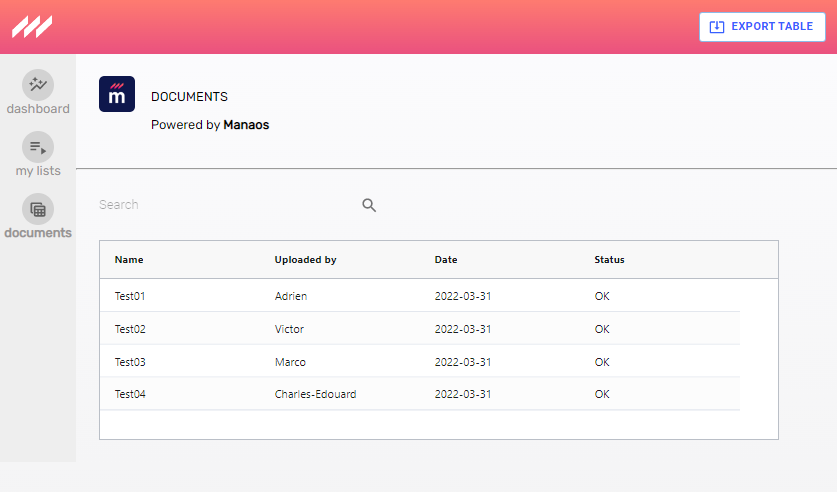 EXPORT TABLE
dashboard
my lists
documents
m
DOCUMENTS
Powered by Manaos
Search
Name Uploaded by Date Status
Test01 Adrien 2022-03-31 OK
Test02 Victor 2022-03-31 OK
Test03 Marco 2022-03-31 OK
Test04 Charles-Edouard 2022-03-31 OK